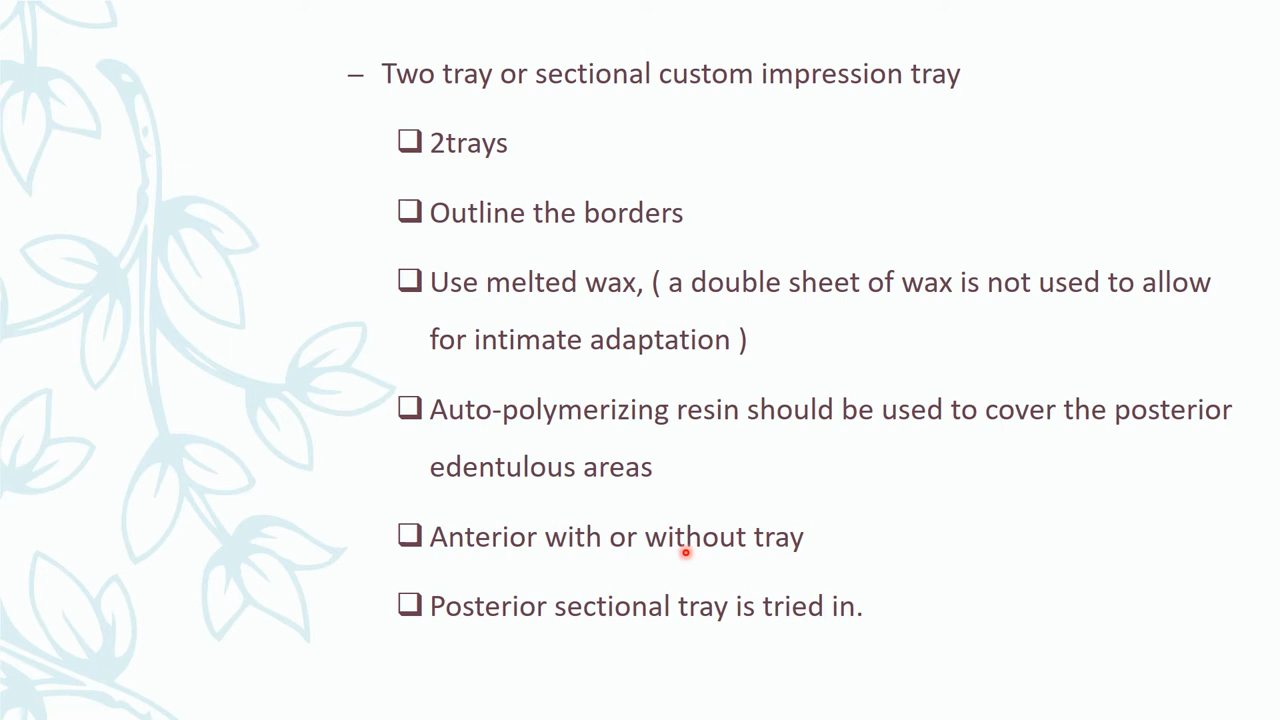 – Two tray or sectional custom impression tray
❑ 2trays
❑ Outline the borders
❑ Use melted wax, ( a double sheet of wax is not used to allow
for intimate adaptation )
❑ Auto-polymerizing resin should be used to cover the posterior
edentulous areas
❑ Anterior with or without tray
❑ Posterior sectional tray is tried in.